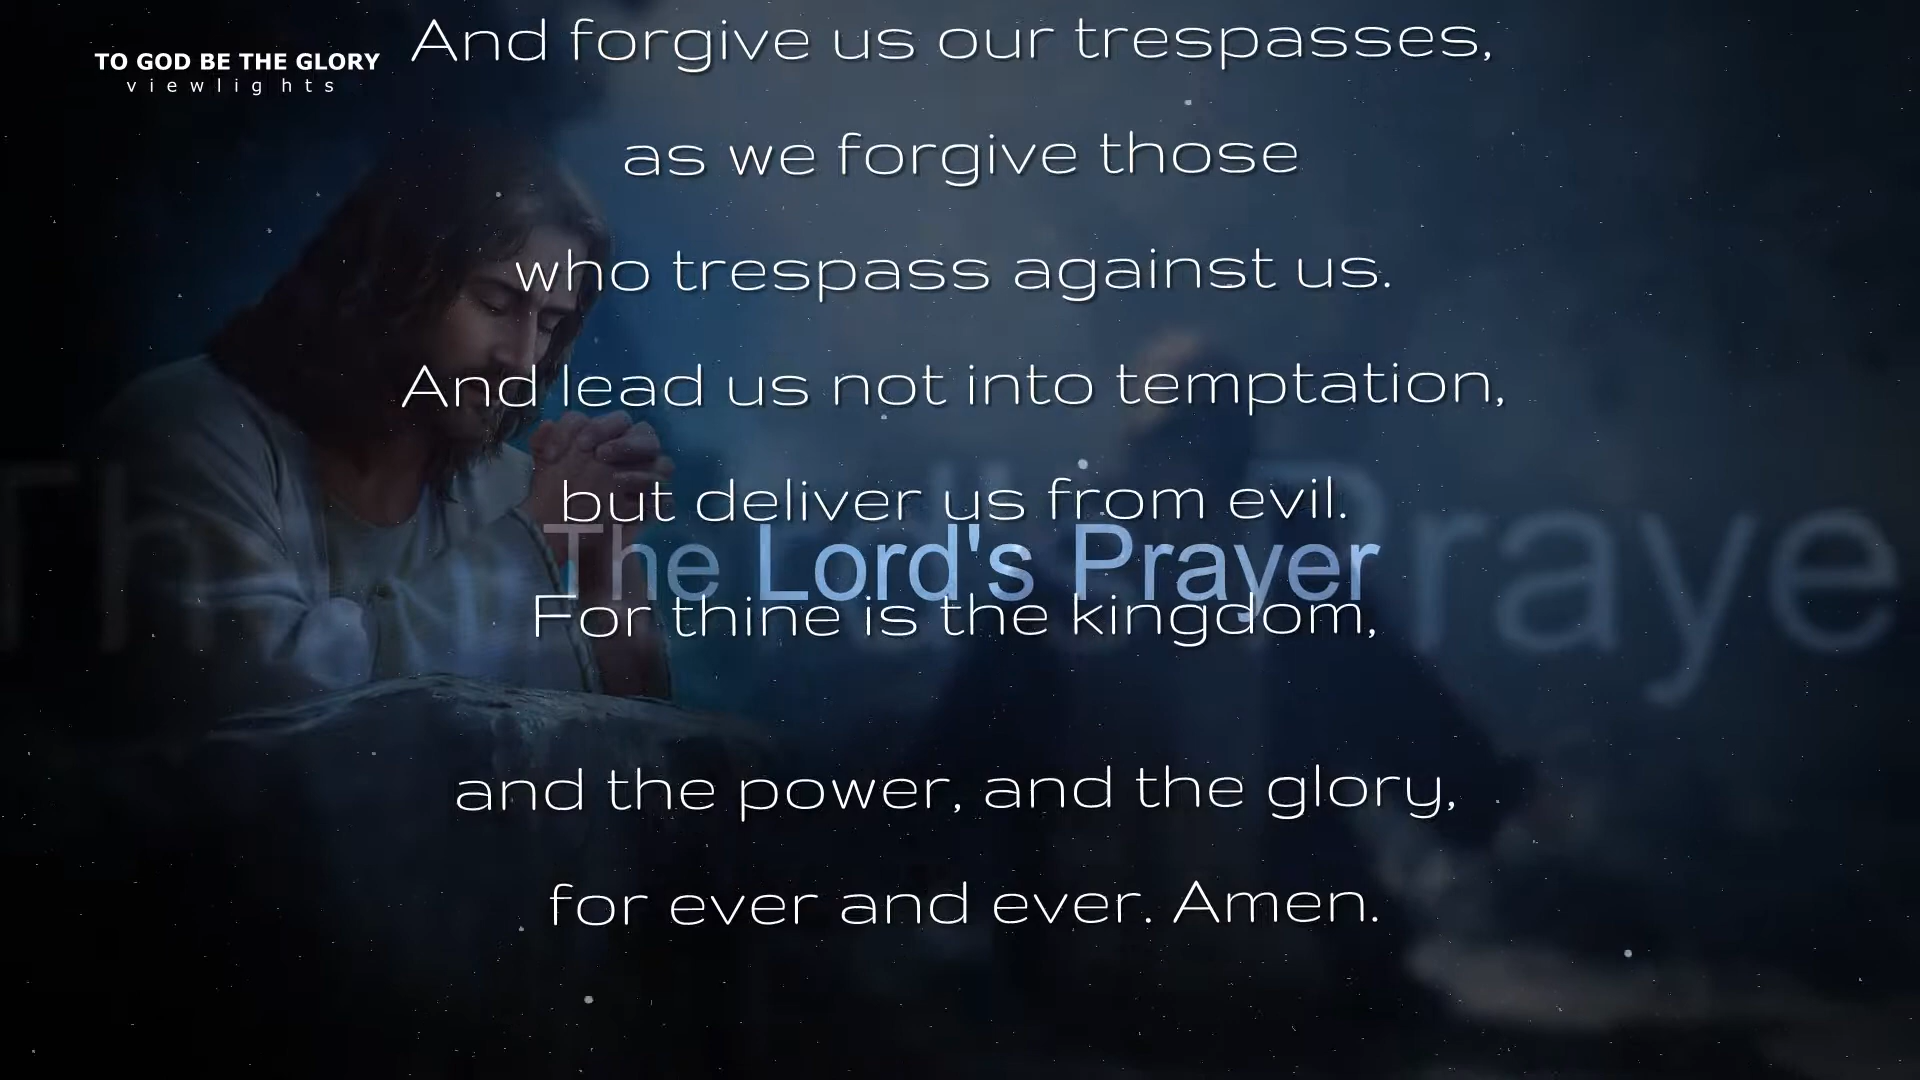 TO GOD BE THE GLORY
viewlights
And forgive us our trespasses,
as we forgive those
who trespass against us.
And lead us not into temptation,
but deliver us from evil.
The Lord's Prayer
For thine is the kingdom,
and the power, and the glory,
for ever and ever. Amen.